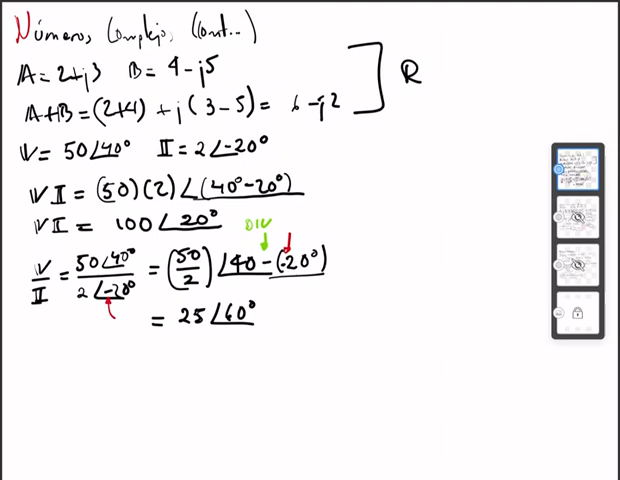 Números Complejos (Cont...)
A = 2+j3 B = 4-j5
A+B = (2+4) + j(3-5) = 6-j2
R
V = 50∠40° I = 2∠-20°
VI = (50)(2)∠(40°-20°)
VI = 100∠20°
DIV
V/I = 50∠40°/2∠-20° = (50/2)∠40-(-20°)
= 25∠60°